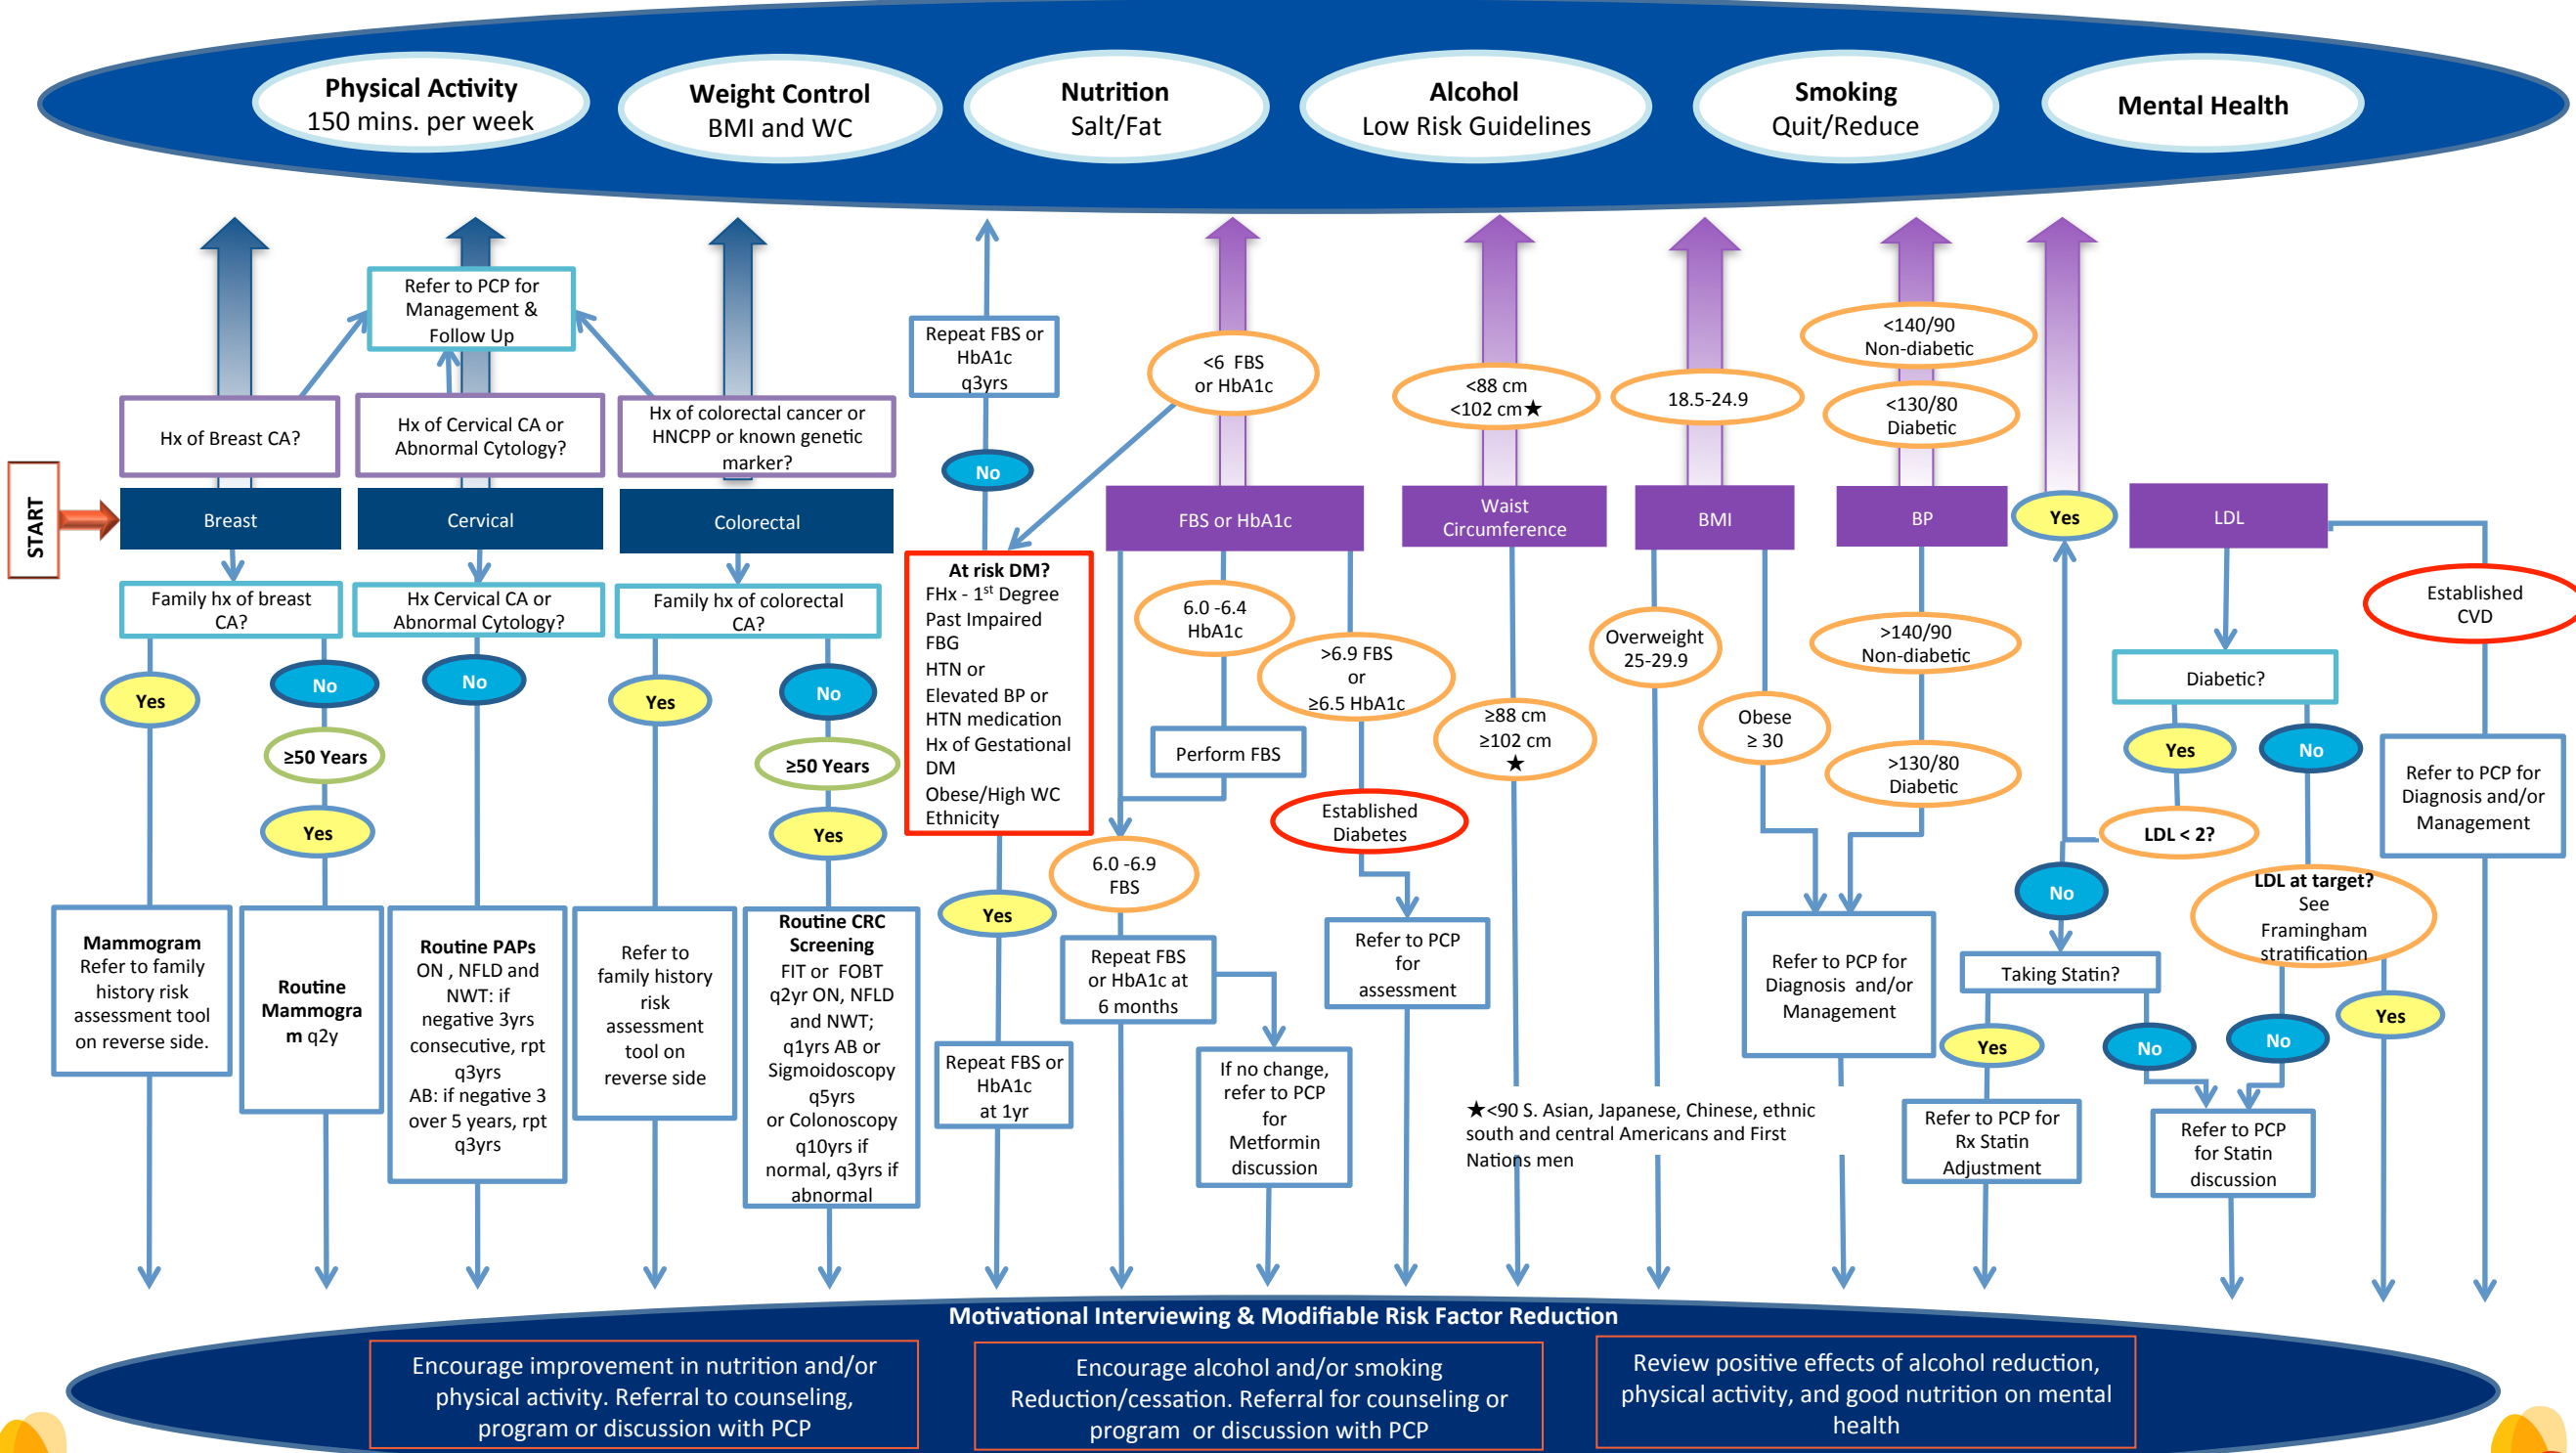 Physical Activity
150 mins. per week
Weight Control
BMI and WC
Nutrition
Salt/Fat
Alcohol
Low Risk Guidelines
Smoking
Quit/Reduce
Mental Health
Refer to PCP for
Management &
Follow Up
Hx of Breast CA?
Hx of Cervical CA or
Abnormal Cytology?
Hx of colorectal cancer or
HNCPP or known genetic
marker?
Repeat FBS or
HbA1c
q3yrs
No
<6 FBS
or HbA1c
<88 cm
<102 cm★
18.5-24.9
<140/90
Non-diabetic
<130/80
Diabetic
START
Breast
Cervical
Colorectal
FBS or HbA1c
Waist
Circumference
BMI
BP
Yes
LDL
Family hx of breast
CA?
Yes
No
≥50 Years
Yes
Mammogram
Refer to family
history risk
assessment tool
on reverse side.
Routine
Mammogra
m q2y
Hx Cervical CA or
Abnormal Cytology?
No
Routine PAPs
ON , NFLD and
NWT: if
negative 3yrs
consecutive, rpt
q3yrs
AB: if negative 3
over 5 years, rpt
q3yrs
Family hx of colorectal
CA?
Yes
No
≥50 Years
Yes
Refer to
family history
risk
assessment
tool on
reverse side
Routine CRC
Screening
FIT or FOBT
q2yr ON, NFLD
and NWT;
q1yrs AB or
Sigmoidoscopy
q5yrs
or Colonoscopy
q10yrs if
normal, q3yrs if
abnormal
At risk DM?
FHx - 1st Degree
Past Impaired
FBG
HTN or
Elevated BP or
HTN medication
Hx of Gestational
DM
Obese/High WC
Ethnicity
Yes
Repeat FBS or
HbA1c
at 1yr
6.0 -6.4
HbA1c
Perform FBS
6.0 -6.9
FBS
Repeat FBS
or HbA1c at
6 months
If no change,
refer to PCP
for
Metformin
discussion
>6.9 FBS
or
≥6.5 HbA1c
Established
Diabetes
Refer to PCP
for
assessment
≥88 cm
≥102 cm
★
★<90 S. Asian, Japanese, Chinese, ethnic
south and central Americans and First
Nations men
Overweight
25-29.9
Obese
≥ 30
>140/90
Non-diabetic
>130/80
Diabetic
Refer to PCP for
Diagnosis and/or
Management
Diabetic?
Yes
No
LDL < 2?
No
Taking Statin?
Yes
No
Refer to PCP for
Rx Statin
Adjustment
LDL at target?
See
Framingham
stratification
No
Yes
Refer to PCP
for Statin
discussion
Established
CVD
Refer to PCP for
Diagnosis and/or
Management
Motivational Interviewing & Modifiable Risk Factor Reduction
Encourage improvement in nutrition and/or
physical activity. Referral to counseling,
program or discussion with PCP
Encourage alcohol and/or smoking
Reduction/cessation. Referral for counseling or
program or discussion with PCP
Review positive effects of alcohol reduction,
physical activity, and good nutrition on mental
health